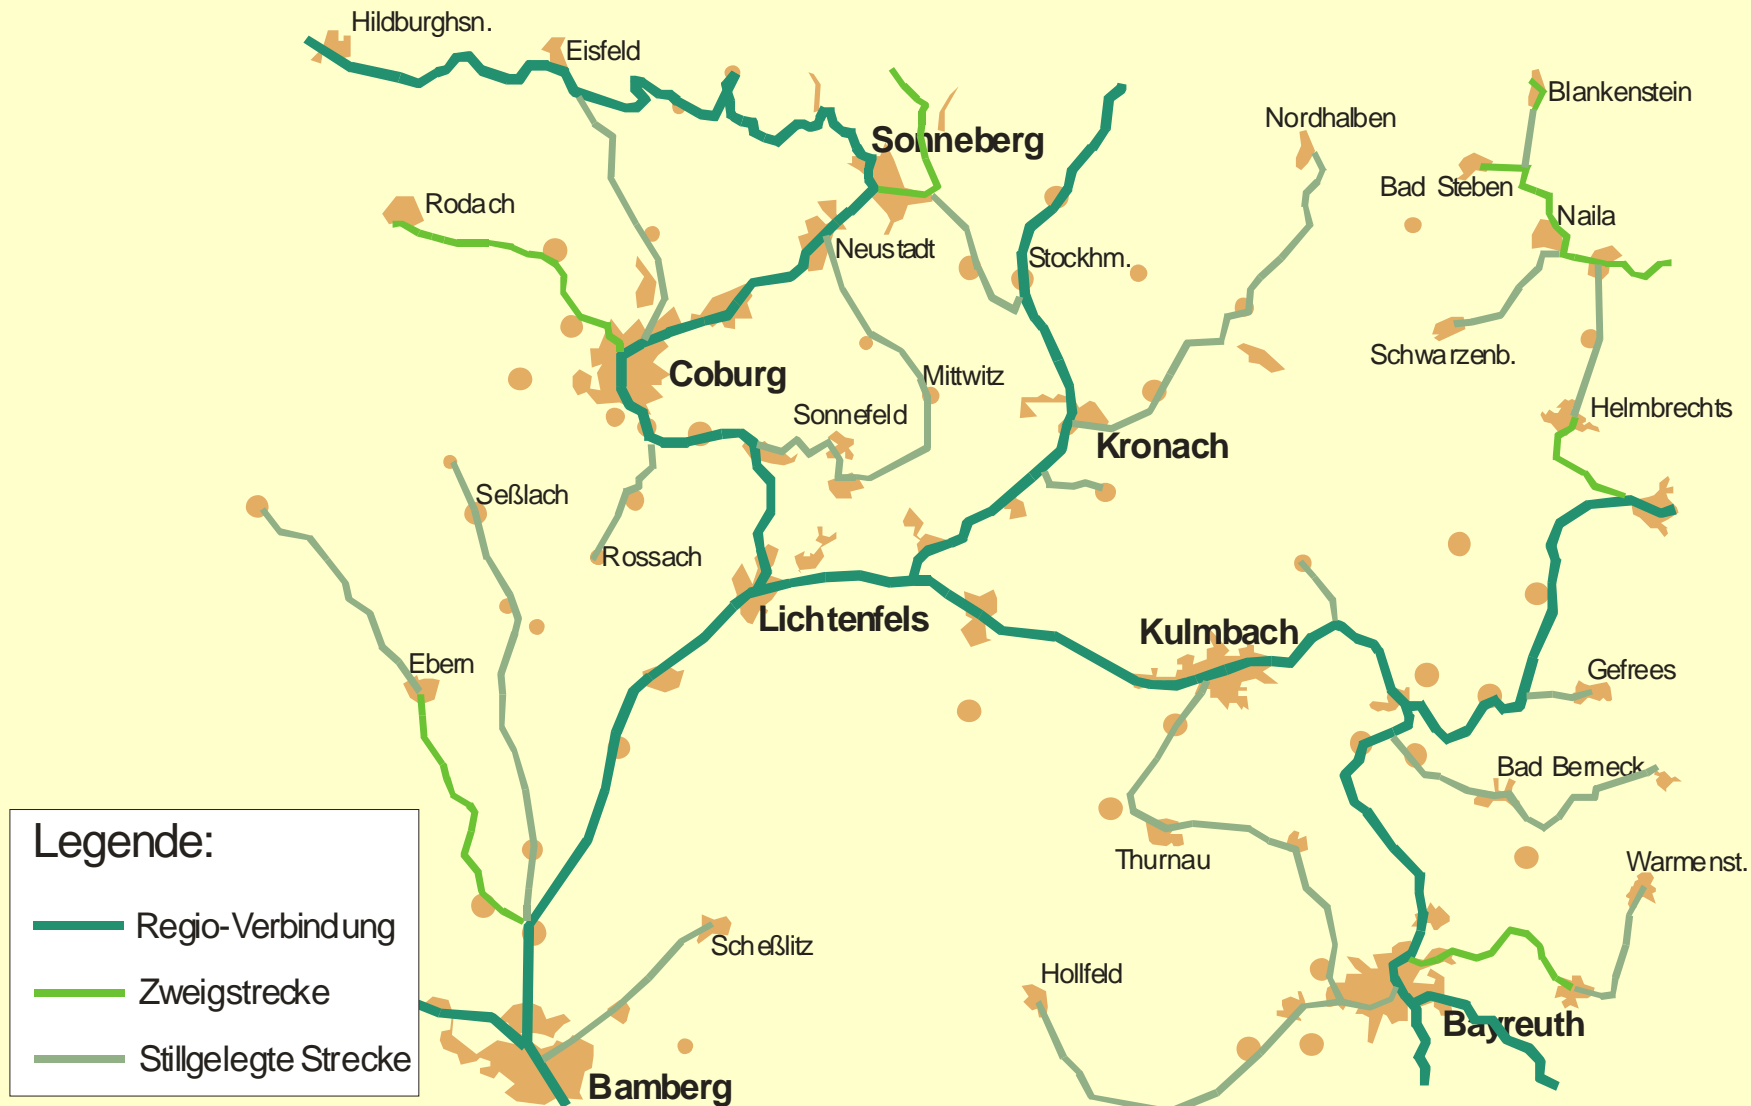 Hildburghsn.
Eisfeld
Blankenstein
Nordhalben
Sonneberg
Bad Steben
Rodach
Naila
Neustadt
Stockhm.
Schwarzenb.
Coburg
Mittwitz
Sonnefeld
Helmbrechts
Kronach
Seßlach
Rossach
Lichtenfels
Kulmbach
Ebern
Gefrees
Bad Berneck
Thurnau
Warmenst.
Scheßlitz
Hollfeld
Bayreuth
Bamberg
Legende:
Regio-Verbindung
Zweigstrecke
Stillgelegte Strecke